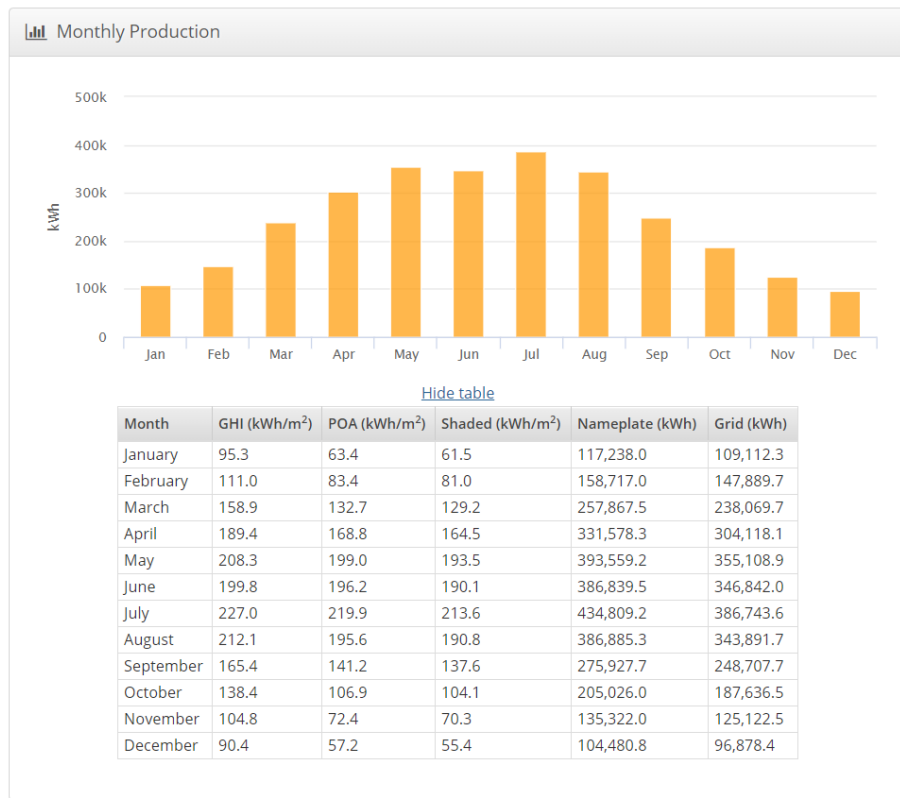 Monthly Production
500k
400k
300k
200k
100k
0
kWh
Jan Feb Mar Apr May Jun Jul Aug Sep Oct Nov Dec
Hide table
Month GHI (kWh/m²) POA (kWh/m²) Shaded (kWh/m²) Nameplate (kWh) Grid (kWh)
January 95.3 63.4 61.5 117,238.0 109,112.3
February 111.0 83.4 81.0 158,717.0 147,889.7
March 158.9 132.7 129.2 257,867.5 238,069.7
April 189.4 168.8 164.5 331,578.3 304,118.1
May 208.3 199.0 193.5 393,559.2 355,108.9
June 199.8 196.2 190.1 386,839.5 346,842.0
July 227.0 219.9 213.6 434,809.2 386,743.6
August 212.1 195.6 190.8 386,885.3 343,891.7
September 165.4 141.2 137.6 275,927.7 248,707.7
October 138.4 106.9 104.1 205,026.0 187,636.5
November 104.8 72.4 70.3 135,322.0 125,122.5
December 90.4 57.2 55.4 104,480.8 96,878.4